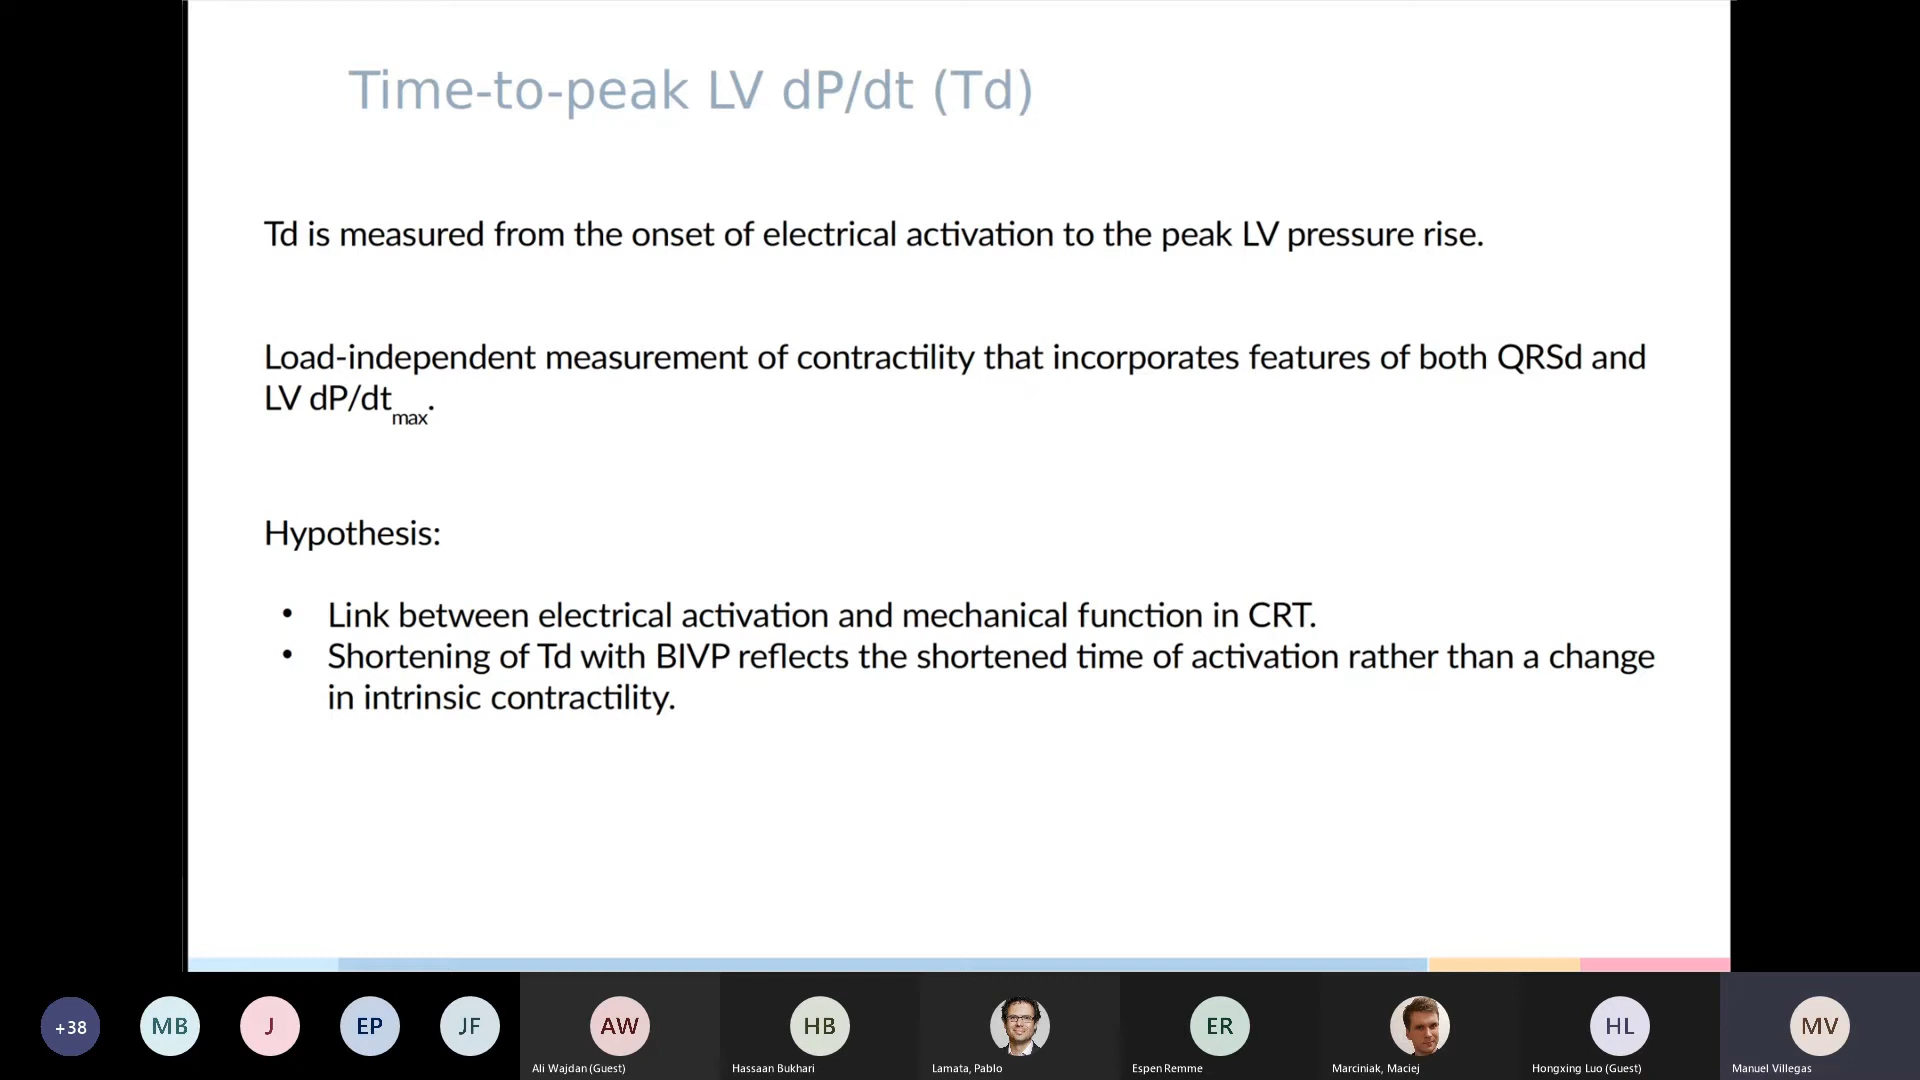 Time-to-peak LV dP/dt (Td)
Td is measured from the onset of electrical activation to the peak LV pressure rise.
Load-independent measurement of contractility that incorporates features of both QRSd and
LV dP/dtmax.
Hypothesis:
• Link between electrical activation and mechanical function in CRT.
• Shortening of Td with BIVP reflects the shortened time of activation rather than a change
in intrinsic contractility.
+38
MB
J
EP
JF
AW
HB
ER
HL
MV
Ali Wajdan (Guest)
Hassaan Bukhari
Lamata, Pablo
Espen Remme
Marciniak, Maciej
Hongxing Luo (Guest)
Manuel Villegas